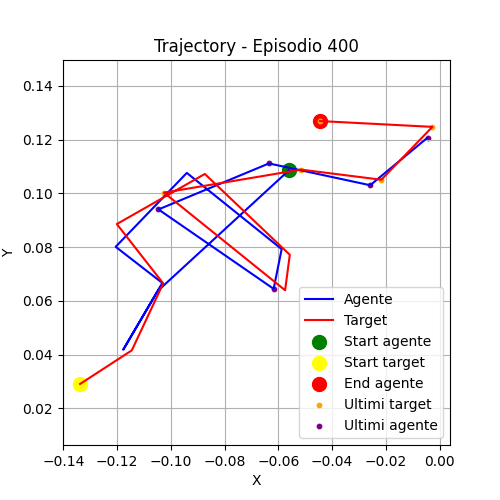 Trajectory - Episodio 400
Y
0.14
0.12
0.10
0.08
0.06
0.04
0.02
Agente
Target
Start agente
Start target
End agente
Ultimi target
Ultimi agente
−0.14 −0.12 −0.10 −0.08 −0.06 −0.04 −0.02 0.00
X